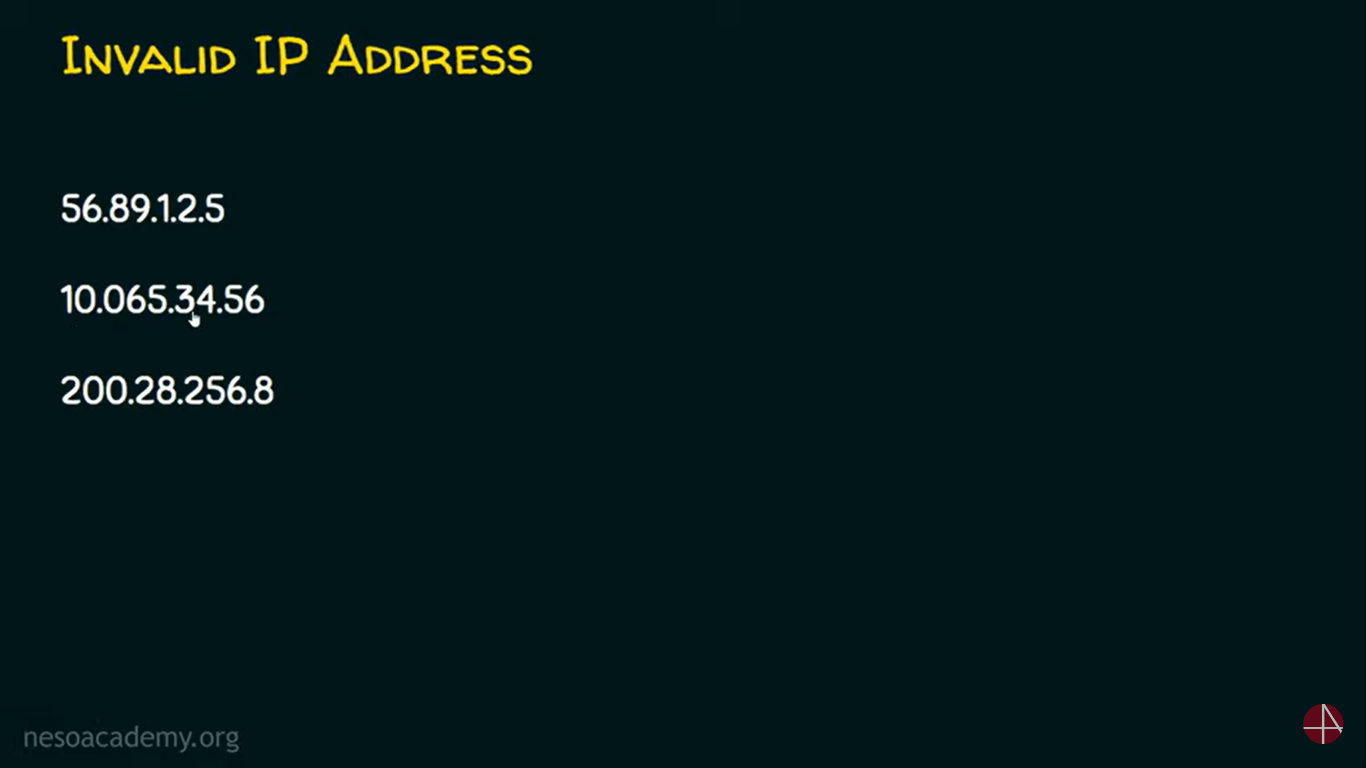 Invalid IP Address
56.89.1.2.5
10.065.34.56
200.28.256.8
nesoacademy.org